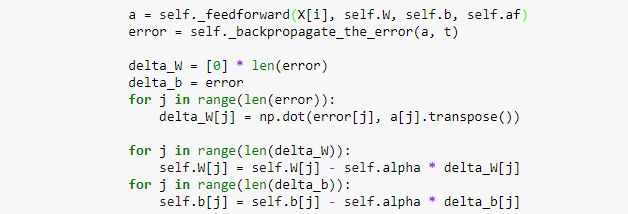 a = self._feedforward(X[i], self.W, self.b, self.af)
error = self._backpropagate_the_error(a, t)
delta_W = [0] * len(error)
delta_b = error
for j in range(len(error)):
delta_W[j] = np.dot(error[j], a[j].transpose())
for j in range(len(delta_W)):
self.W[j] = self.W[j] - self.alpha * delta_W[j]
for j in range(len(delta_b)):
self.b[j] = self.b[j] - self.alpha * delta_b[j]